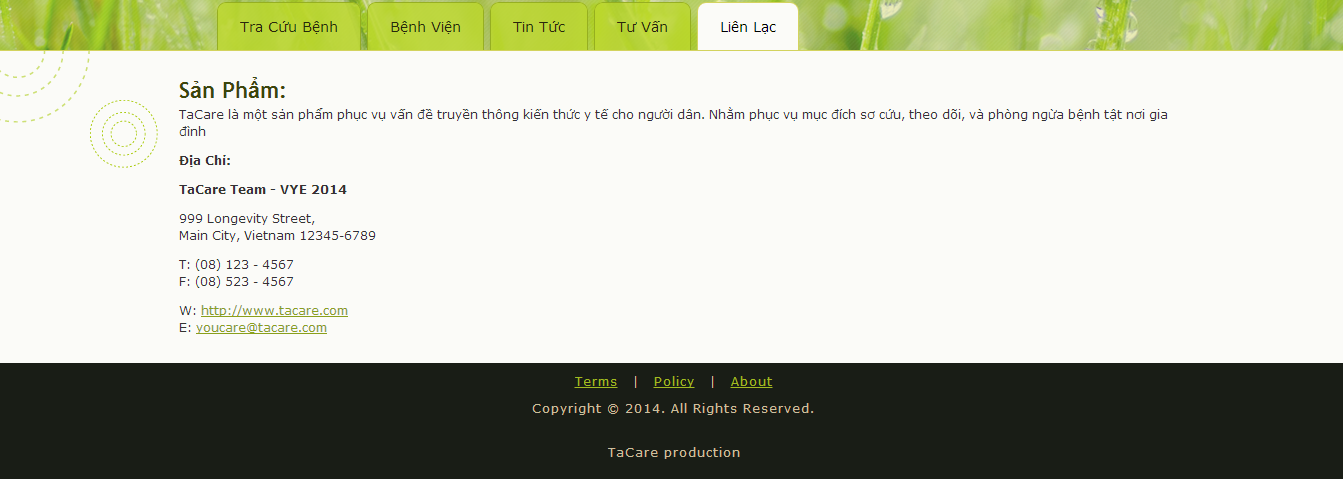 Tra Cứu Bệnh
Bệnh Viện
Tin Tức
Tư Vấn
Liên Lạc
Sản Phẩm:
TaCare là một sản phẩm phục vụ vấn đề truyền thông kiến thức y tế cho người dân. Nhằm phục vụ mục đích sơ cứu, theo dõi, và phòng ngừa bệnh tật nơi gia
đình
Địa Chỉ:
TaCare Team - VYE 2014
999 Longevity Street,
Main City, Vietnam 12345-6789
T: (08) 123 - 4567
F: (08) 523 - 4567
W: http://www.tacare.com
E: youcare@tacare.com
Terms | Policy | About
Copyright © 2014. All Rights Reserved.
TaCare production